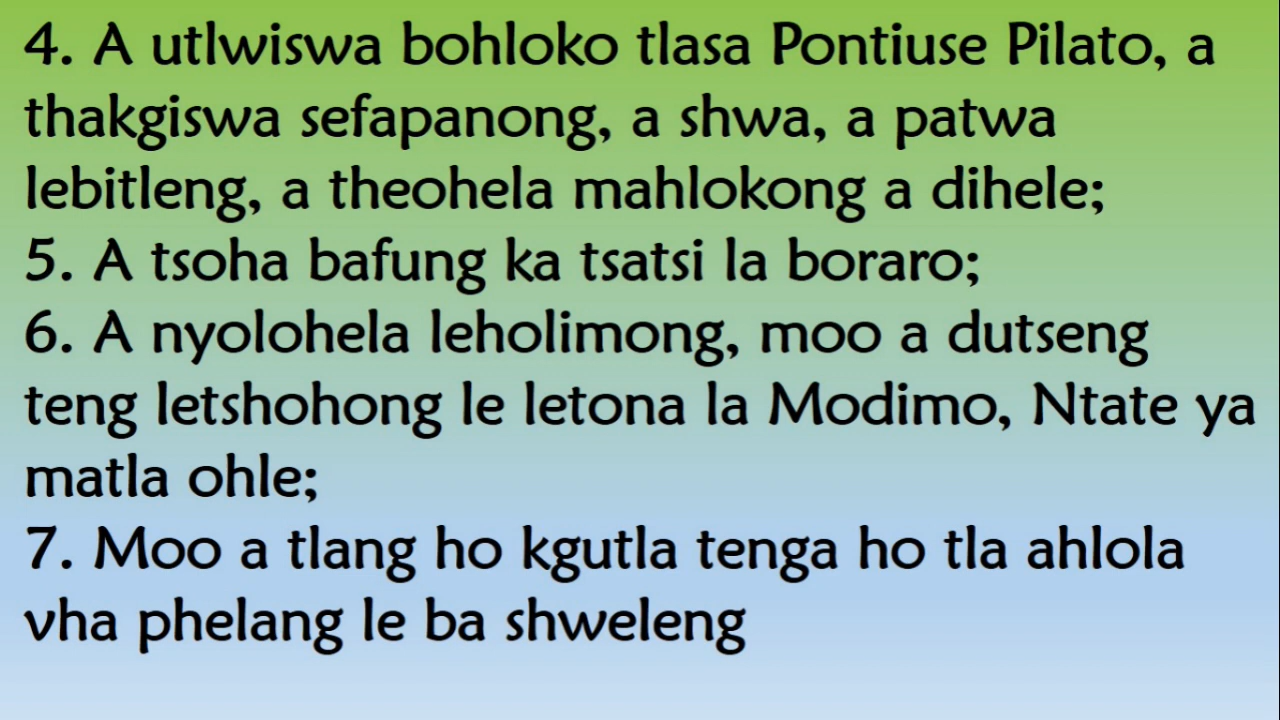 4. A utlwiswa bohloko tlasa Pontiuse Pilato, a
thakgiswa sefapanong, a shwa, a patwa
lebitleng, a theohela mahlokong a dihele;
5. A tsoha bafung ka tsatsi la boraro;
6. A nyolohela leholimong, moo a dutseng
teng letshohong le letona la Modimo, Ntate ya
matla ohle;
7. Moo a tlang ho kgutla tenga ho tla ahlola
vha phelang le ba shweleng